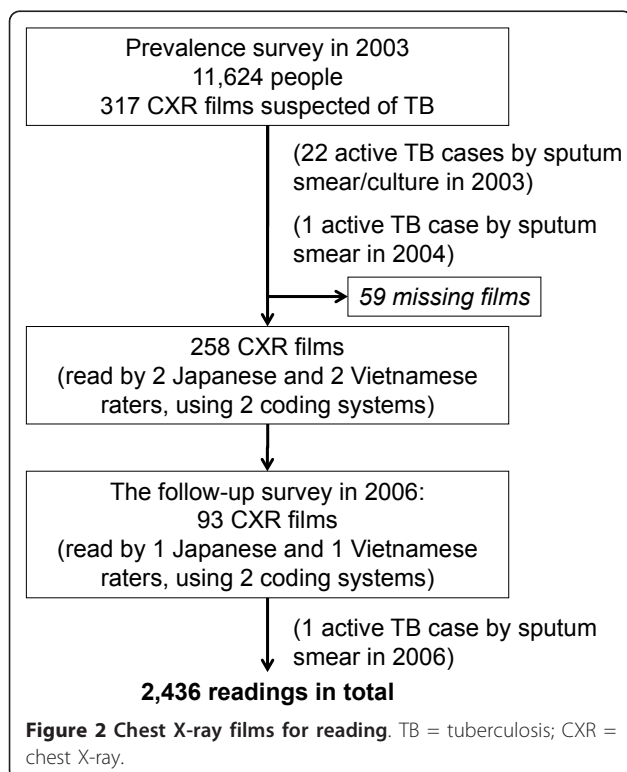 Prevalence survey in 2003
11,624 people
317 CXR films suspected of TB
(22 active TB cases by sputum
smear/culture in 2003)
(1 active TB case by sputum
smear in 2004)
59 missing films
258 CXR films
(read by 2 Japanese and 2 Vietnamese
raters, using 2 coding systems)
The follow-up survey in 2006:
93 CXR films
(read by 1 Japanese and 1 Vietnamese
raters, using 2 coding systems)
(1 active TB case by sputum
smear in 2006)
2,436 readings in total
Figure 2 Chest X-ray films for reading. TB = tuberculosis; CXR =
chest X-ray.